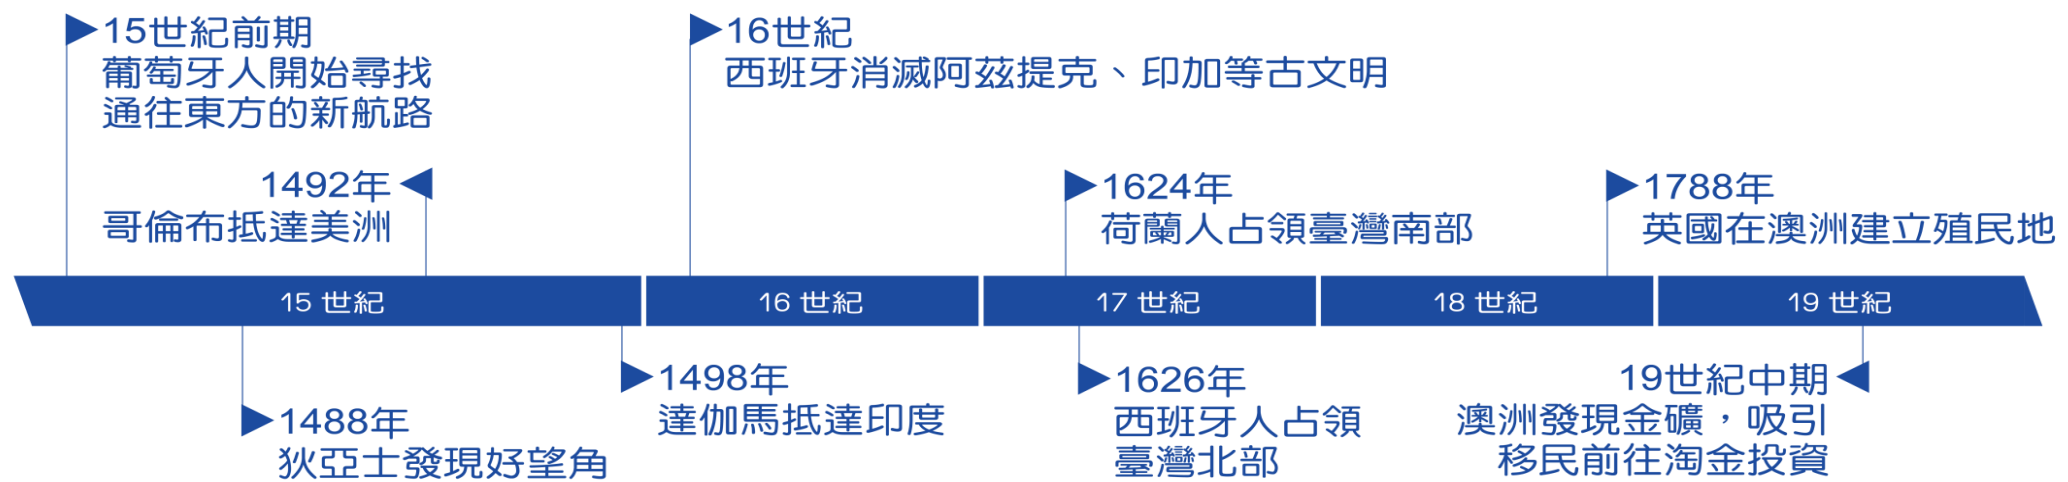 15世紀前期
葡萄牙人開始尋找
通往東方的新航路
1492年
哥倫布抵達美洲
16世紀
西班牙消滅阿茲提克、印加等古文明
1624年
荷蘭人占領臺灣南部
1788年
英國在澳洲建立殖民地
15 世紀
16 世紀
17 世紀
18 世紀
19 世紀
1488年
狄亞士發現好望角
1498年
達伽馬抵達印度
1626年
西班牙人占領
臺灣北部
19世紀中期
澳洲發現金礦，吸引
移民前往淘金投資